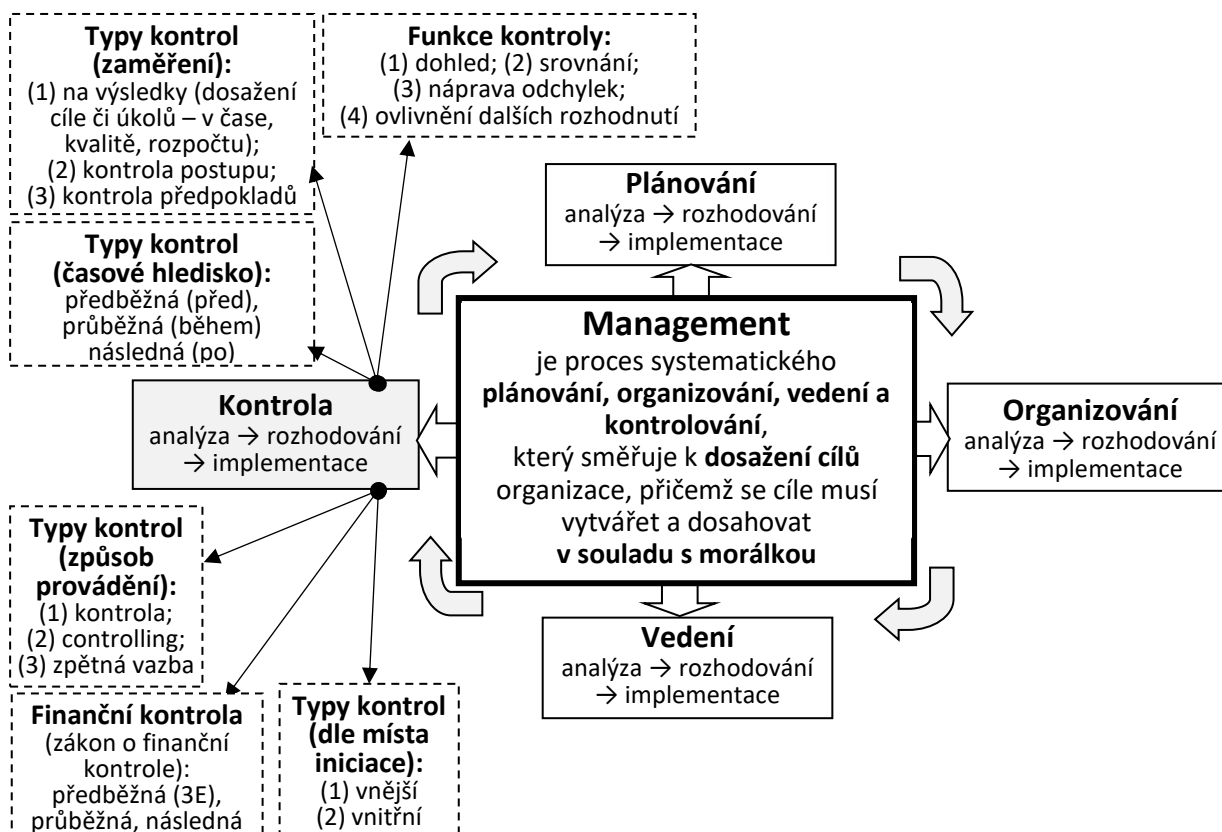 Typy kontrol
(zaměření):
(1) na výsledky (dosažení
cíle či úkolů – v čase,
kvalitě, rozpočtu);
(2) kontrola postupu;
(3) kontrola předpokladů
Funkce kontroly:
(1) dohled; (2) srovnání;
(3) náprava odchylek;
(4) ovlivnění dalších rozhodnutí
Typy kontrol
(časové hledisko):
předběžná (před),
průběžná (během)
následná (po)
Plánování
analýza → rozhodování
→ implementace
Management
je proces systematického
plánování, organizování, vedení a
kontrolování,
který směřuje k dosažení cílů
organizace, přičemž se cíle musí
vytvářet a dosahovat
v souladu s morálkou
Kontrola
analýza → rozhodování
→ implementace
Organizování
analýza → rozhodování
→ implementace
Typy kontrol
(způsob
provádění):
(1) kontrola;
(2) controlling;
(3) zpětná vazba
Vedení
analýza → rozhodování
→ implementace
Finanční kontrola
(zákon o finanční
kontrole):
předběžná (3E),
průběžná, následná
Typy kontrol
(dle místa
iniciace):
(1) vnější
(2) vnitřní